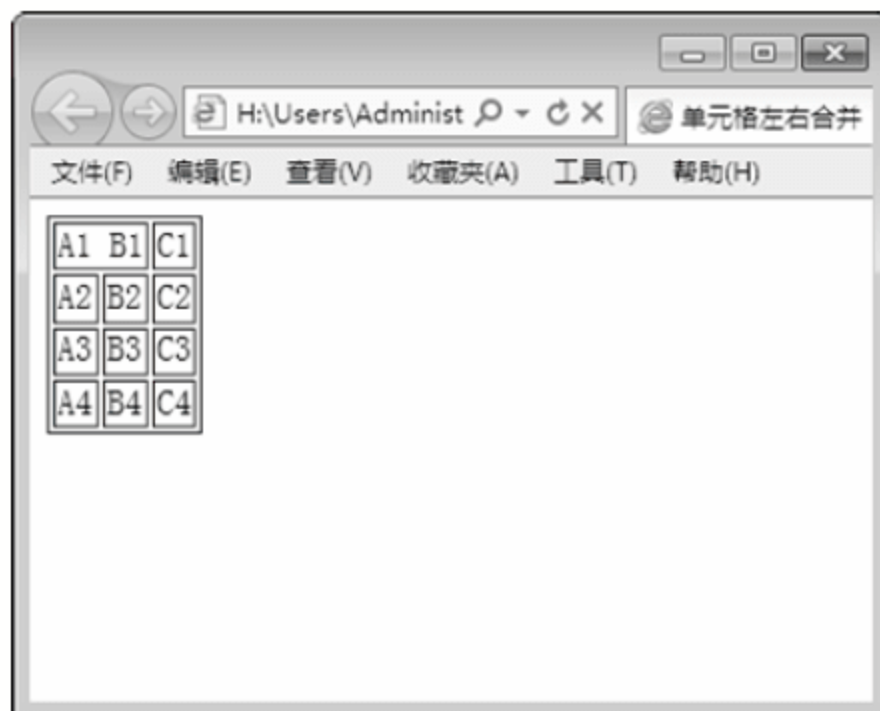 H:\Users\Administ 单元格左右合并
文件(F) 编辑(E) 查看(V) 收藏夹(A) 工具(T) 帮助(H)
A1 B1 C1
A2 B2 C2
A3 B3 C3
A4 B4 C4